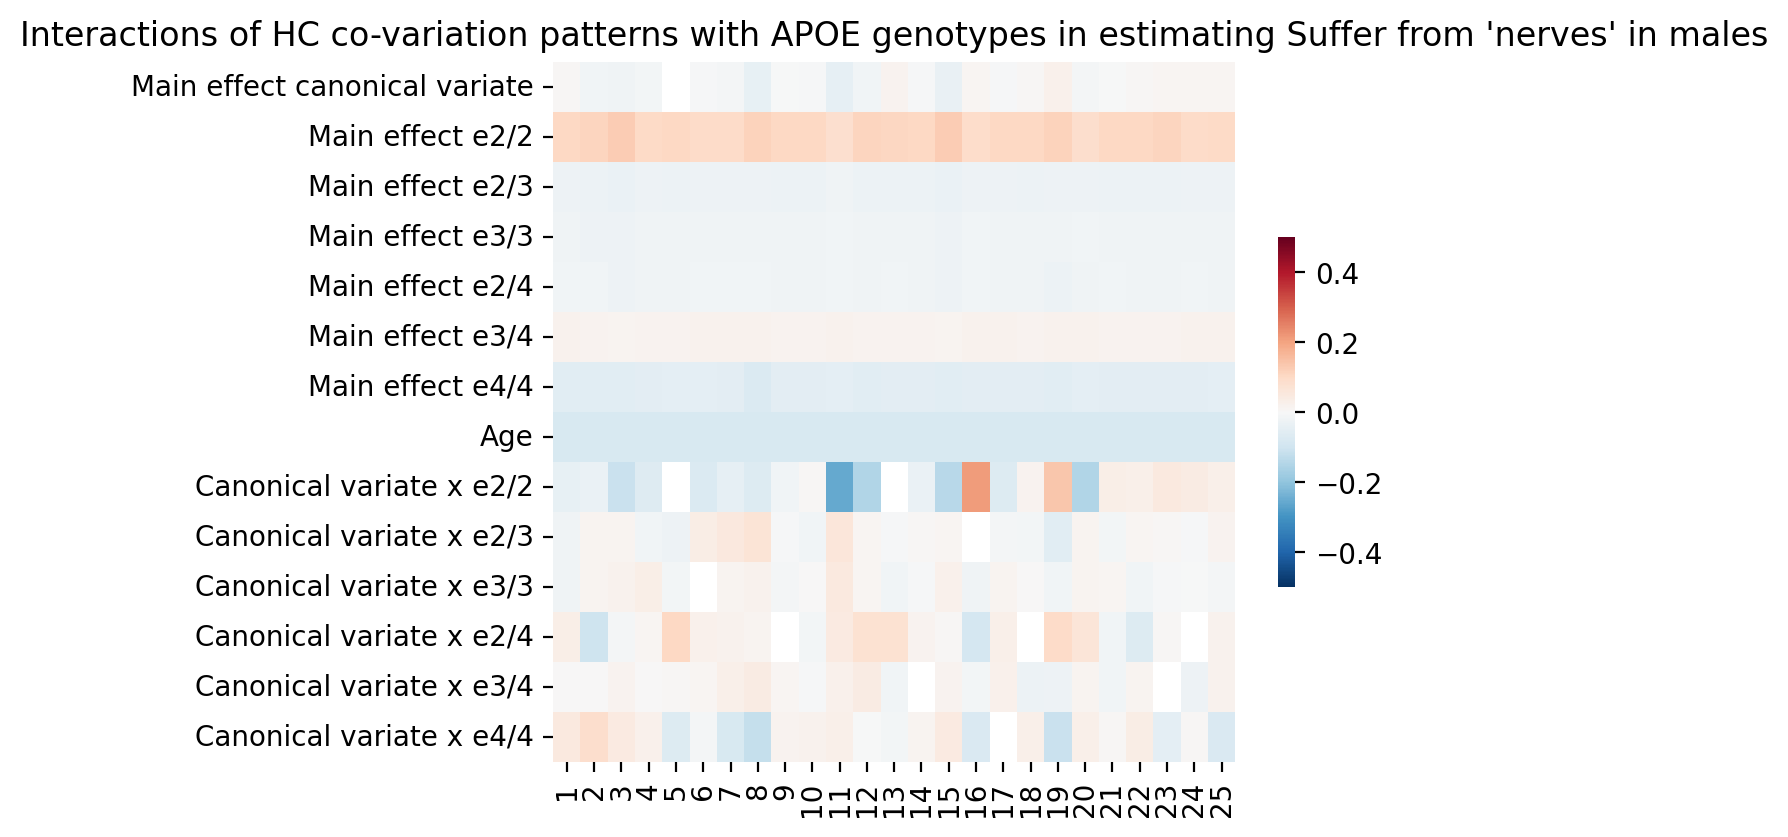 Interactions of HC co-variation patterns with APOE genotypes in estimating Suffer from 'nerves' in males
Main effect canonical variate
Main effect e2/2
Main effect e2/3
Main effect e3/3
Main effect e2/4
Main effect e3/4
Main effect e4/4
Age
Canonical variate x e2/2
Canonical variate x e2/3
Canonical variate x e3/3
Canonical variate x e2/4
Canonical variate x e3/4
Canonical variate x e4/4
1 2 3 4 5 6 7 8 9 10 11 12 13 14 15 16 17 18 19 20 21 22 23 24 25
0.4
0.2
0.0
−0.2
−0.4